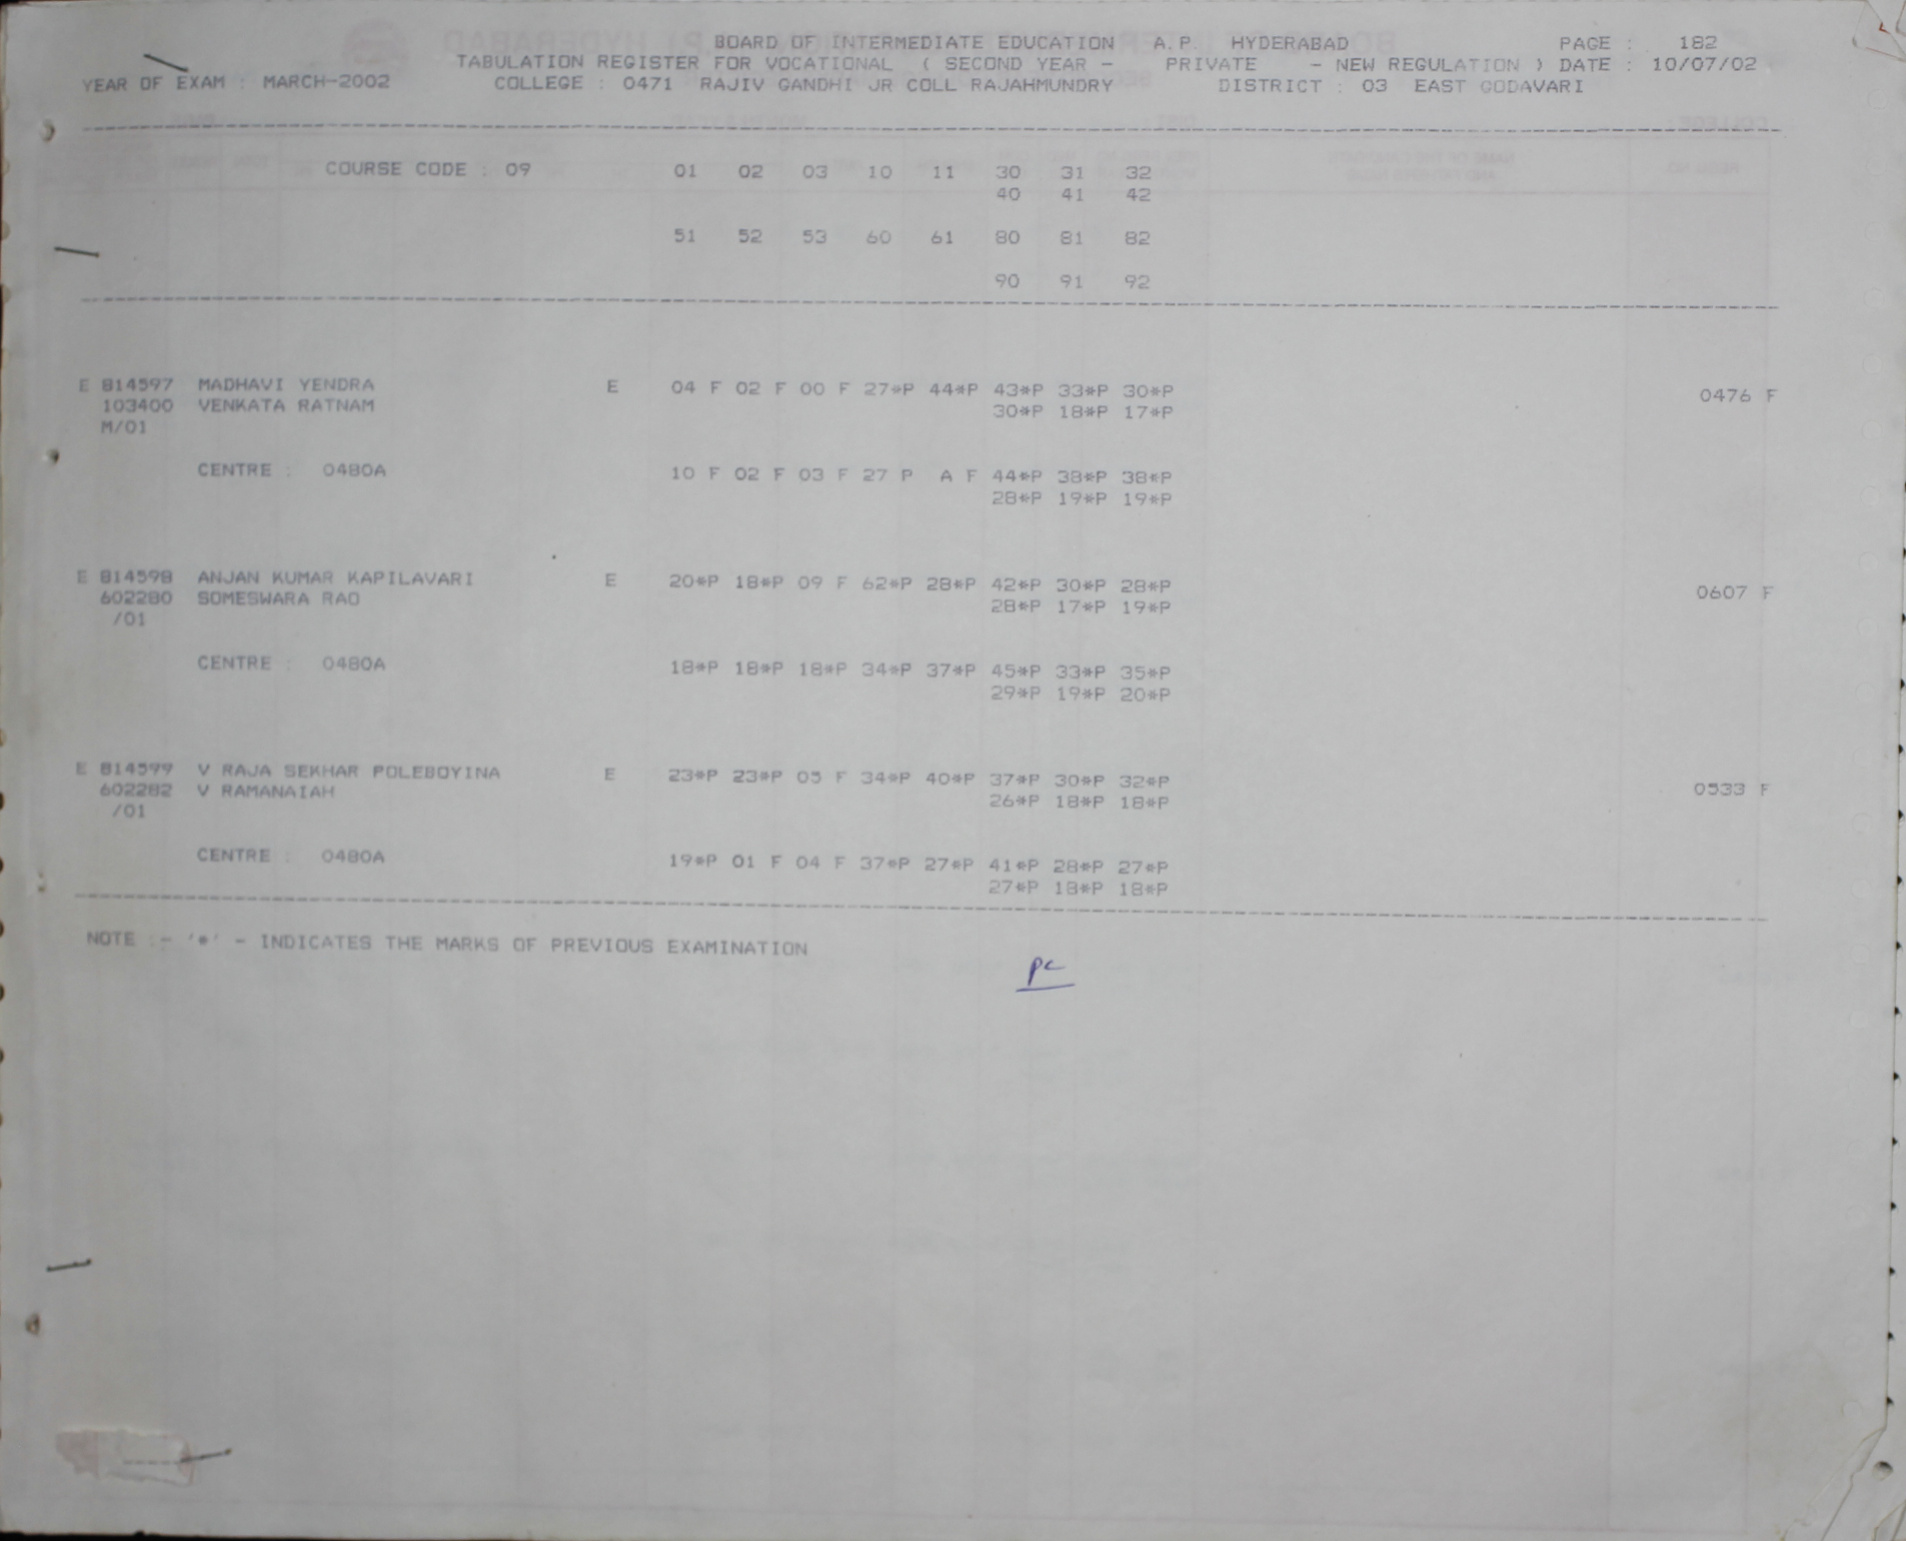 BOARD OF INTERMEDIATE EDUCATION A.P. HYDERABAD PAGE : 182
TABULATION REGISTER FOR VOCATIONAL ( SECOND YEAR - PRIVATE - NEW REGULATION ) DATE : 10/07/02
YEAR OF EXAM : MARCH-2002 COLLEGE : 0471 RAJIV GANDHI JR COLL RAJAHMUNDRY DISTRICT : 03 EAST GODAVARI
COURSE CODE : 09 01 02 03 10 11 30 31 32
40 41 42
51 52 53 60 61 80 81 82
90 91 92
E 814597 MADHAVI YENDRA E 04 F 02 F 00 F 27*P 44*P 43*P 33*P 30*P 0476 F
103400 VENKATA RATNAM 30*P 18*P 17*P
M/01
CENTRE : 0480A 10 F 02 F 03 F 27 P A F 44*P 38*P 38*P
28*P 19*P 19*P
E 814598 ANJAN KUMAR KAPILAVARI E 20*P 18*P 09 F 62*P 28*P 42*P 30*P 28*P 0607 F
602280 SOMESWARA RAO 28*P 17*P 19*P
/01
CENTRE : 0480A 18*P 18*P 18*P 34*P 37*P 45*P 33*P 35*P
29*P 19*P 20*P
E 814599 V RAJA SEKHAR POLEBOYINA E 23*P 23*P 05 F 34*P 40*P 37*P 30*P 32*P 0533 F
602282 V RAMANAIAH 26*P 18*P 18*P
/01
CENTRE : 0480A 19*P 01 F 04 F 37*P 27*P 41*P 28*P 27*P
27*P 18*P 18*P
NOTE :- '*' - INDICATES THE MARKS OF PREVIOUS EXAMINATION
pc